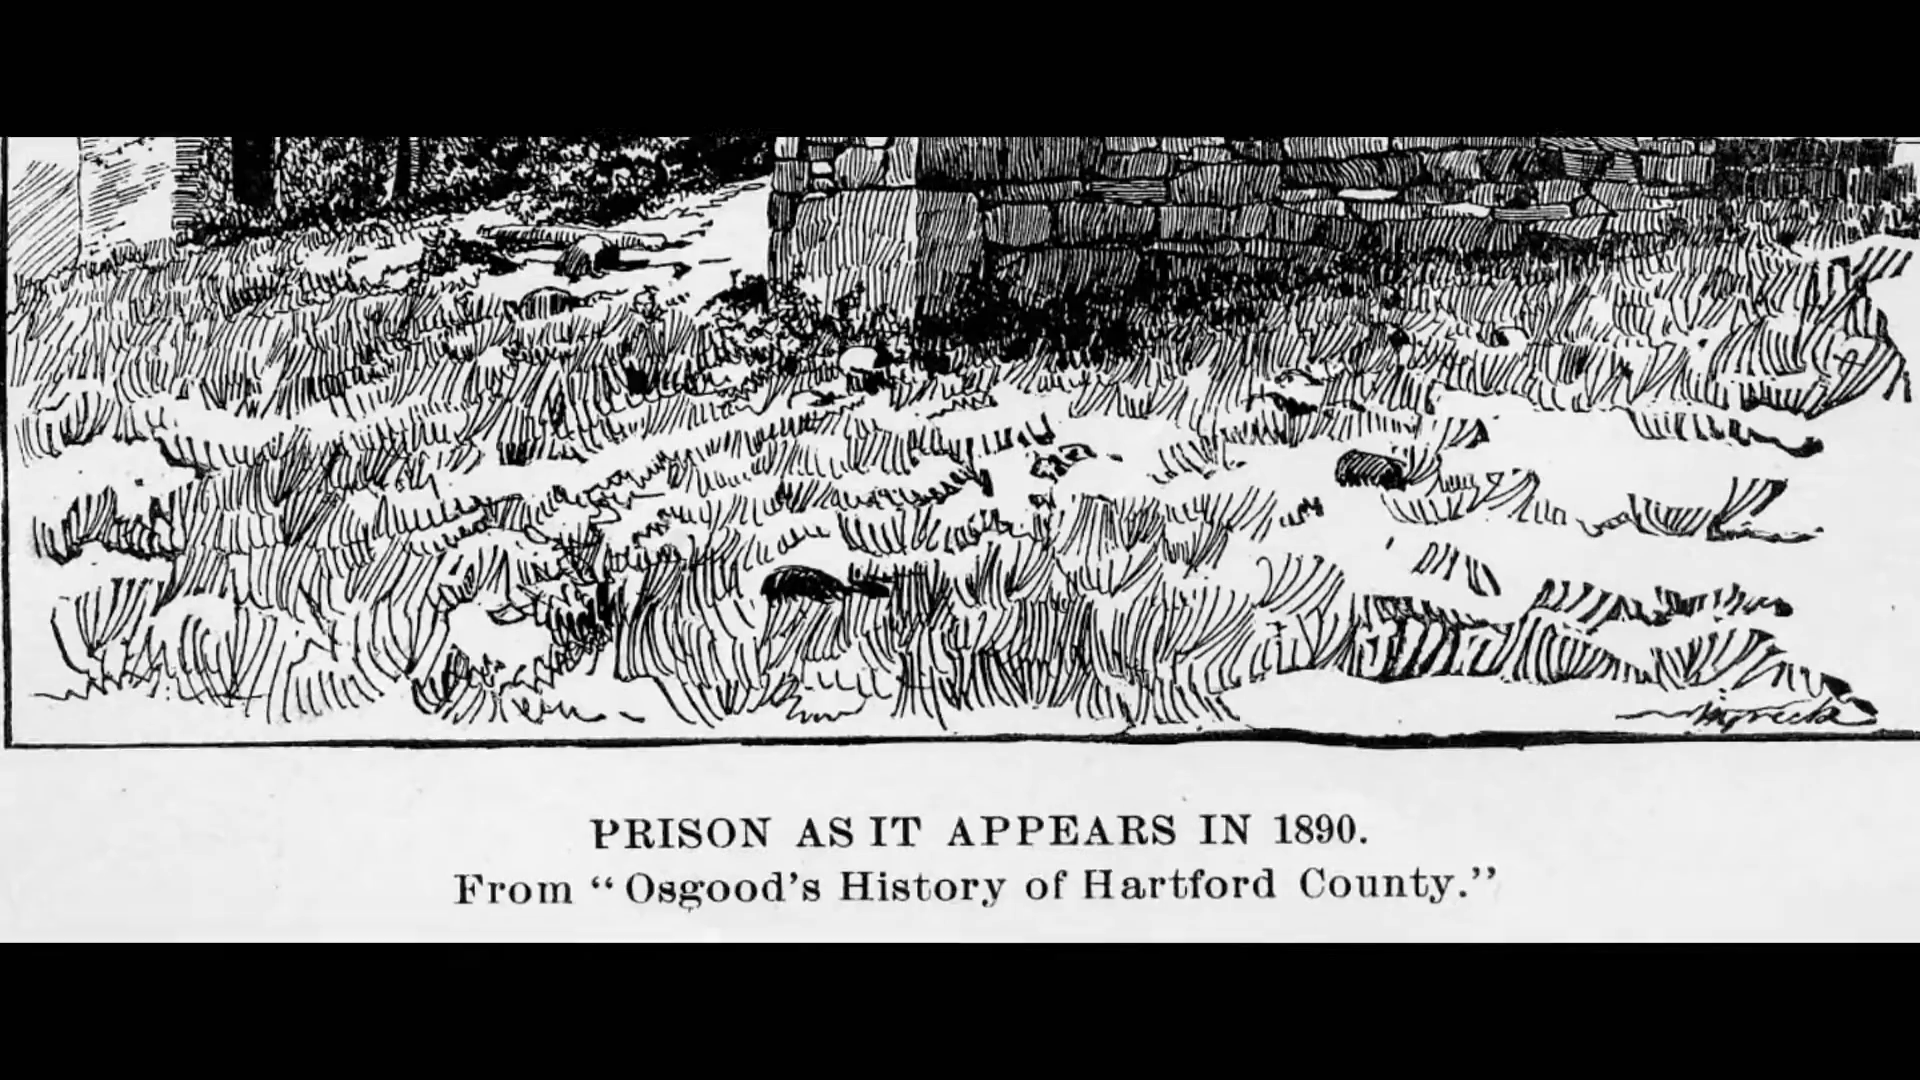 PRISON AS IT APPEARS IN 1890.
From “Osgood’s History of Hartford County.”